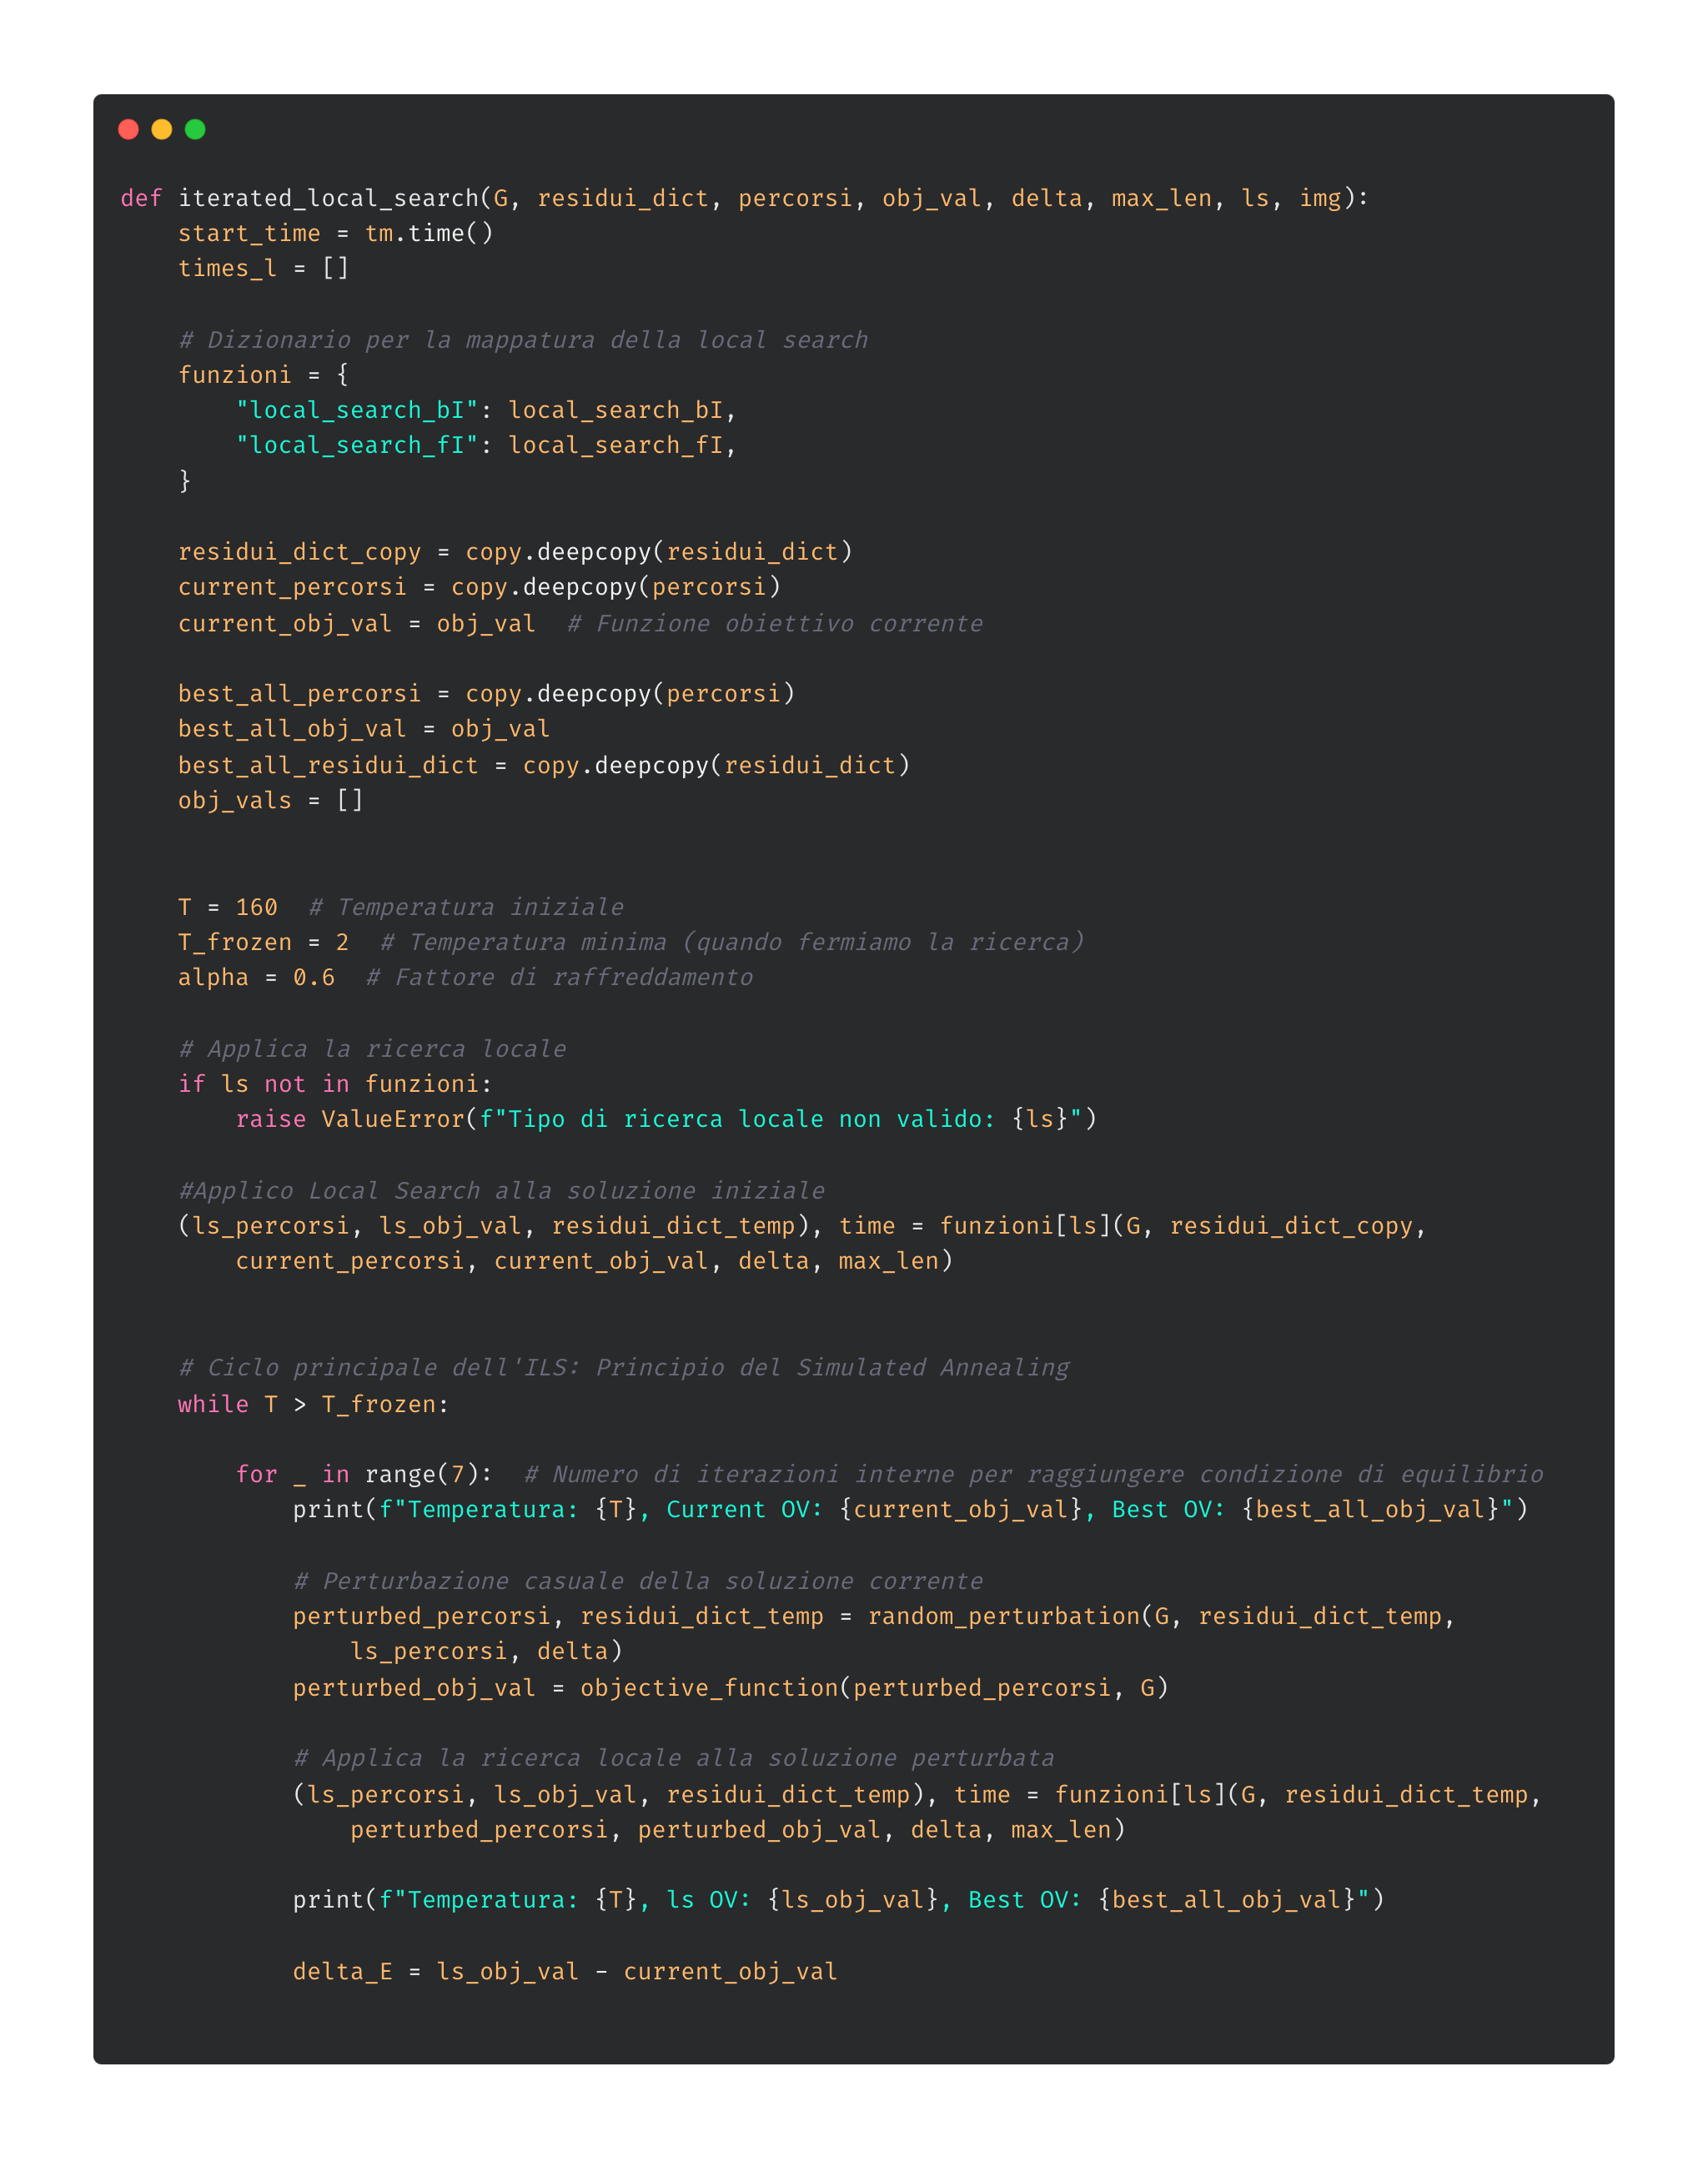 def iterated_local_search(G, residui_dict, percorsi, obj_val, delta, max_len, ls, img):
    start_time = tm.time()
    times_l = []

    # Dizionario per la mappatura della local search
    funzioni = {
        "local_search_bI": local_search_bI,
        "local_search_fI": local_search_fI,
    }

    residui_dict_copy = copy.deepcopy(residui_dict)
    current_percorsi = copy.deepcopy(percorsi)
    current_obj_val = obj_val  # Funzione obiettivo corrente

    best_all_percorsi = copy.deepcopy(percorsi)
    best_all_obj_val = obj_val
    best_all_residui_dict = copy.deepcopy(residui_dict)
    obj_vals = []


    T = 160  # Temperatura iniziale
    T_frozen = 2  # Temperatura minima (quando fermiamo la ricerca)
    alpha = 0.6  # Fattore di raffreddamento

    # Applica la ricerca locale
    if ls not in funzioni:
        raise ValueError(f"Tipo di ricerca locale non valido: {ls}")

    #Applico Local Search alla soluzione iniziale
    (ls_percorsi, ls_obj_val, residui_dict_temp), time = funzioni[ls](G, residui_dict_copy,
        current_percorsi, current_obj_val, delta, max_len)


    # Ciclo principale dell'ILS: Principio del Simulated Annealing
    while T > T_frozen:

        for _ in range(7):  # Numero di iterazioni interne per raggiungere condizione di equilibrio
            print(f"Temperatura: {T}, Current OV: {current_obj_val}, Best OV: {best_all_obj_val}")

            # Perturbazione casuale della soluzione corrente
            perturbed_percorsi, residui_dict_temp = random_perturbation(G, residui_dict_temp,
                ls_percorsi, delta)
            perturbed_obj_val = objective_function(perturbed_percorsi, G)

            # Applica la ricerca locale alla soluzione perturbata
            (ls_percorsi, ls_obj_val, residui_dict_temp), time = funzioni[ls](G, residui_dict_temp,
                perturbed_percorsi, perturbed_obj_val, delta, max_len)

            print(f"Temperatura: {T}, ls OV: {ls_obj_val}, Best OV: {best_all_obj_val}")

            delta_E = ls_obj_val - current_obj_val